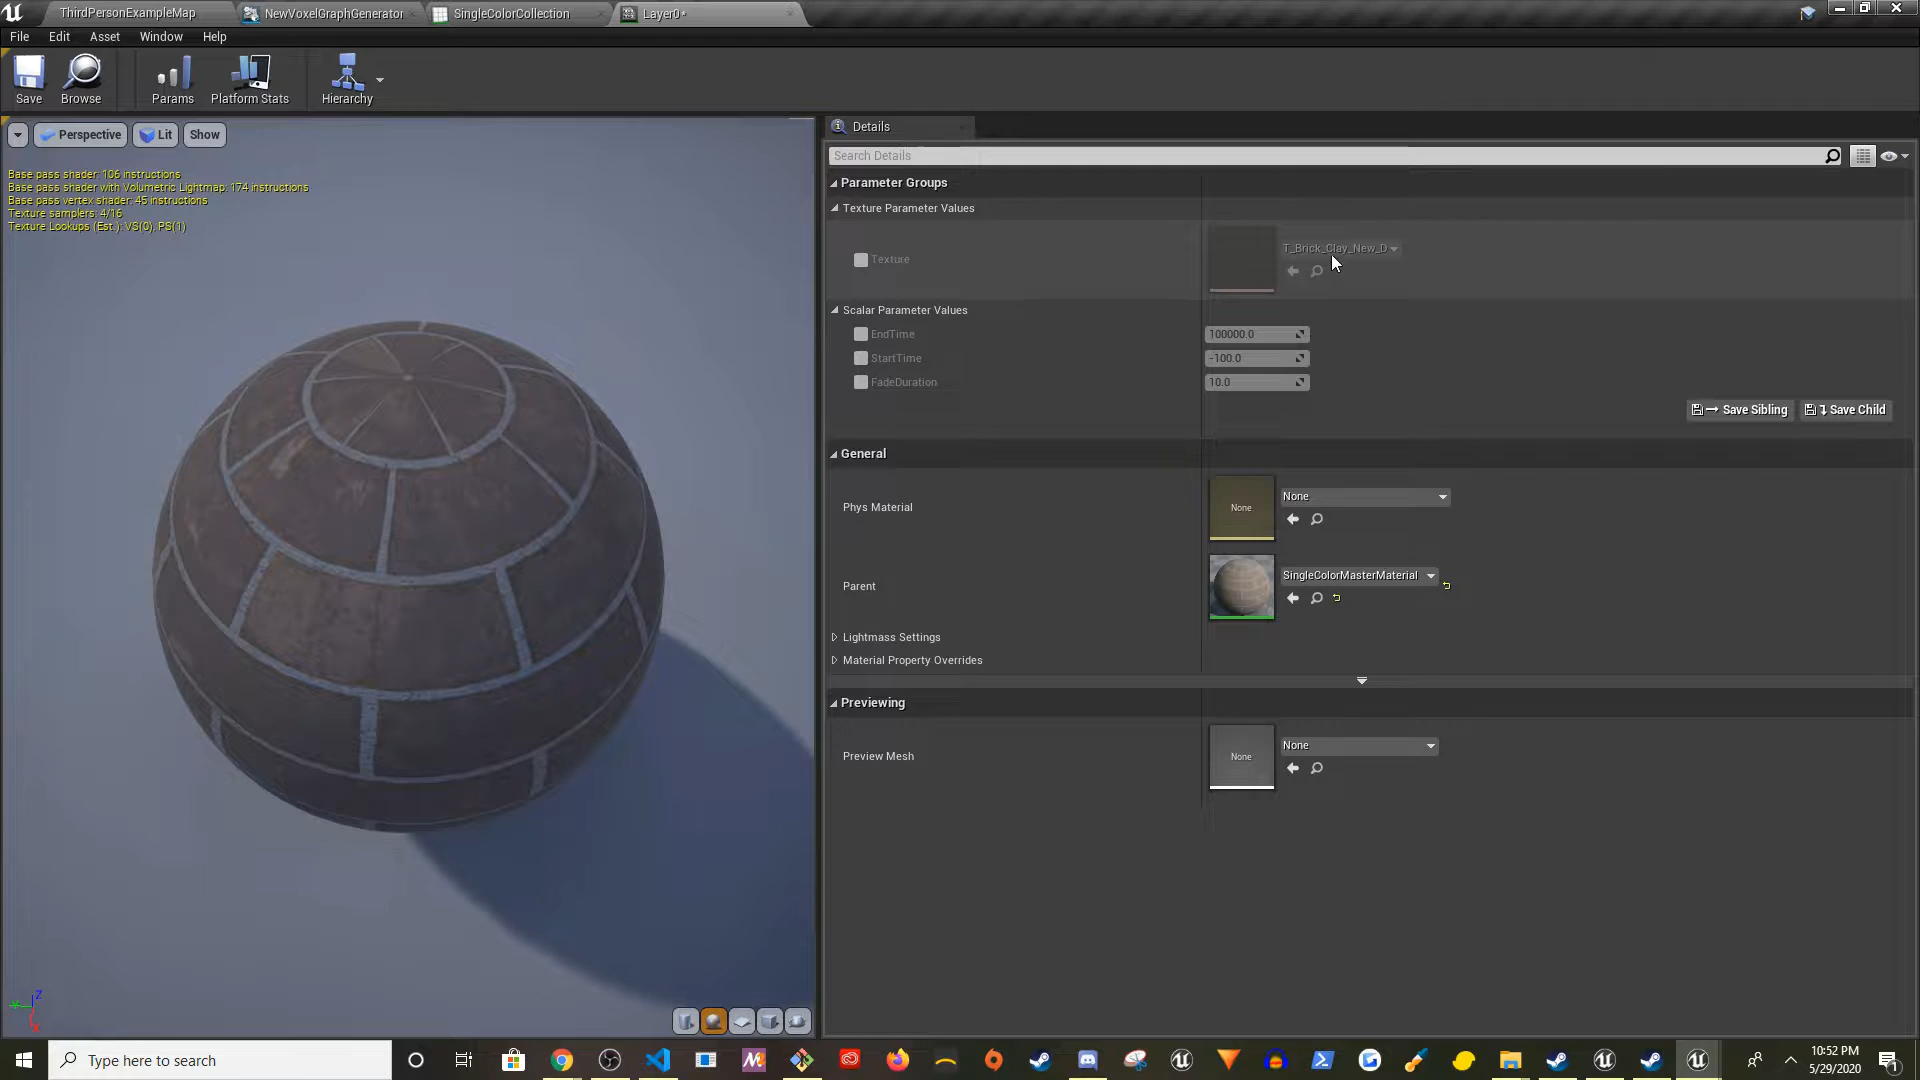 ThirdPersonExampleMap
NewVoxelGraphGenerator
SingleColorCollection
Layer0*
File Edit Asset Window Help
Save Browse Params Platform Stats Hierarchy
Perspective Lit Show
Base pass shader: 106 instructions
Base pass shader with Volumetric Lightmap: 174 instructions
Base pass vertex shader: 45 instructions
Texture samplers: 4/16
Texture Lookups (Est.): VS(0), PS(1)
Z
X
Details
Search Details
Parameter Groups
Texture Parameter Values
Texture
T_Brick_Clay_New_D
Scalar Parameter Values
EndTime 100000.0
StartTime -100.0
FadeDuration 10.0
Save Sibling Save Child
General
Phys Material
None
None
Parent
SingleColorMasterMaterial
Lightmass Settings
Material Property Overrides
Previewing
Preview Mesh
None
None
Type here to search
10:52 PM
5/29/2020
1